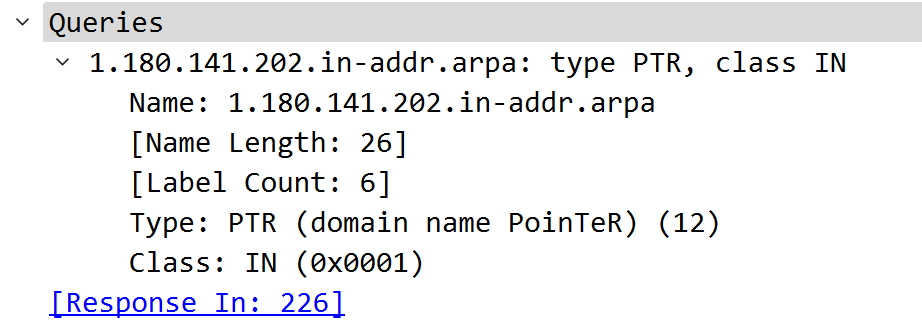 Queries
1.180.141.202.in-addr.arpa: type PTR, class IN
Name: 1.180.141.202.in-addr.arpa
[Name Length: 26]
[Label Count: 6]
Type: PTR (domain name PoinTeR) (12)
Class: IN (0x0001)
[Response In: 226]